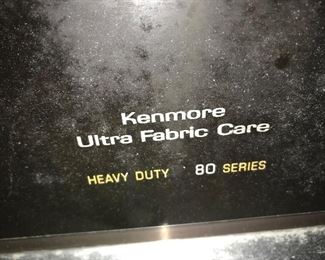 Kenmore
Ultra Fabric Care
HEAVY DUTY 80 SERIES